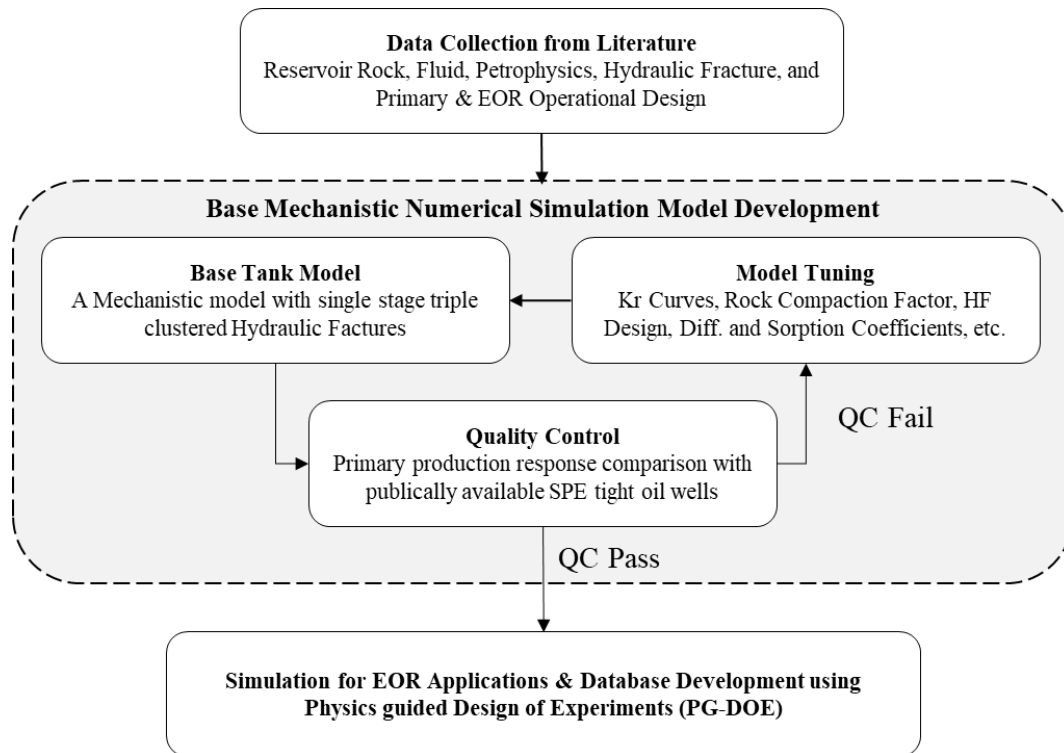 Data Collection from Literature
Reservoir Rock, Fluid, Petrophysics, Hydraulic Fracture, and
Primary & EOR Operational Design
Base Mechanistic Numerical Simulation Model Development
Base Tank Model
A Mechanistic model with single stage triple
clustered Hydraulic Factures
Model Tuning
Kr Curves, Rock Compaction Factor, HF
Design, Diff. and Sorption Coefficients, etc.
Quality Control
Primary production response comparison with
publically available SPE tight oil wells
QC Fail
QC Pass
Simulation for EOR Applications & Database Development using
Physics guided Design of Experiments (PG-DOE)